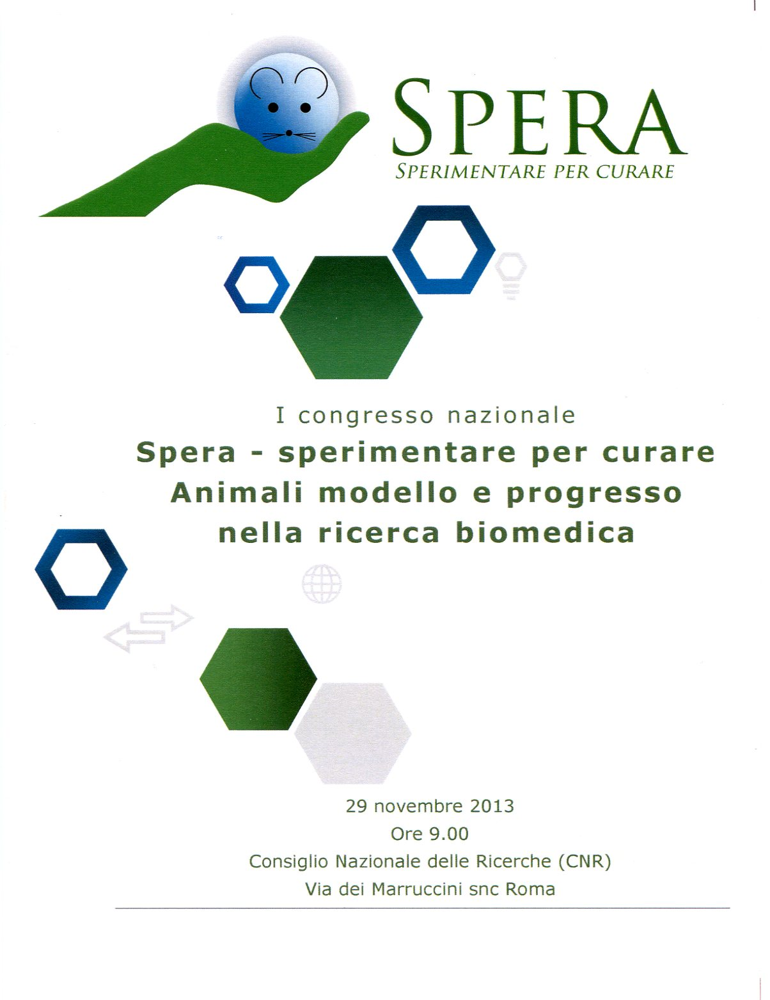 SPERA
SPERIMENTARE PER CURARE
I congresso nazionale
Spera - sperimentare per curare
Animali modello e progresso
nella ricerca biomedica
29 novembre 2013
Ore 9.00
Consiglio Nazionale delle Ricerche (CNR)
Via dei Marruccini snc Roma